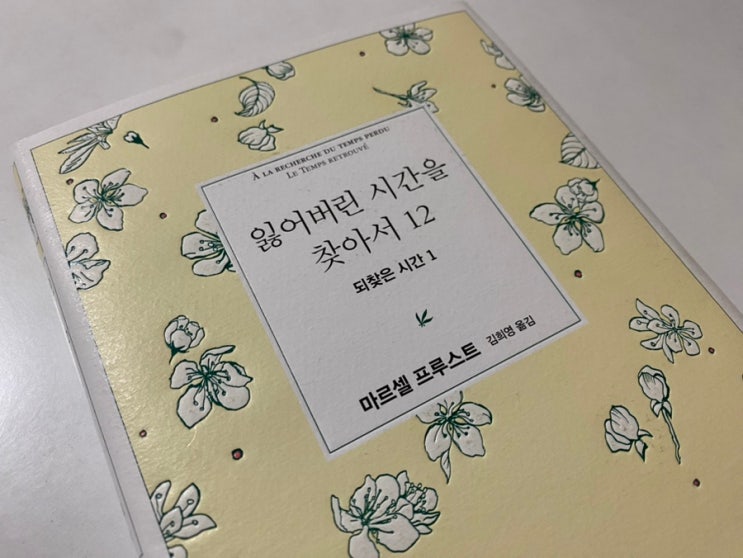 À LA RECHERCHE DU TEMPS PERDU
LE TEMPS RETROUVÉ
잃어버린 시간을
찾아서 12
되찾은 시간 1
마르셀 프루스트 김희영 옮김